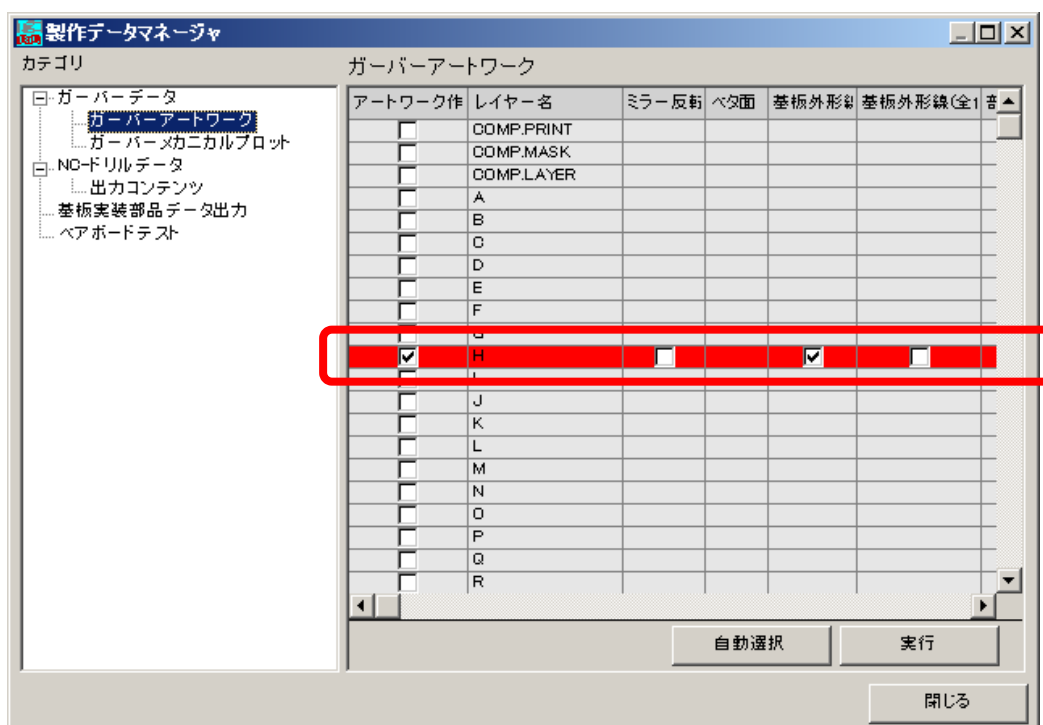 製作データマネージャ
カテゴリ
ガーバーアートワーク
ガーバーデータ
ガーバーアートワーク
ガーバーメカニカルプロット
NC-ドリルデータ
出力コンテンツ
基板実装部品データ出力
ベアボードテスト
アートワーク作 レイヤー名 ミラー反転 ベタ面 基板外形線 基板外形線(全1
COMP.PRINT
COMP.MASK
COMP.LAYER
A
B
C
D
E
F
G
H
I
J
K
L
M
N
O
P
Q
R
自動選択
実行
閉じる